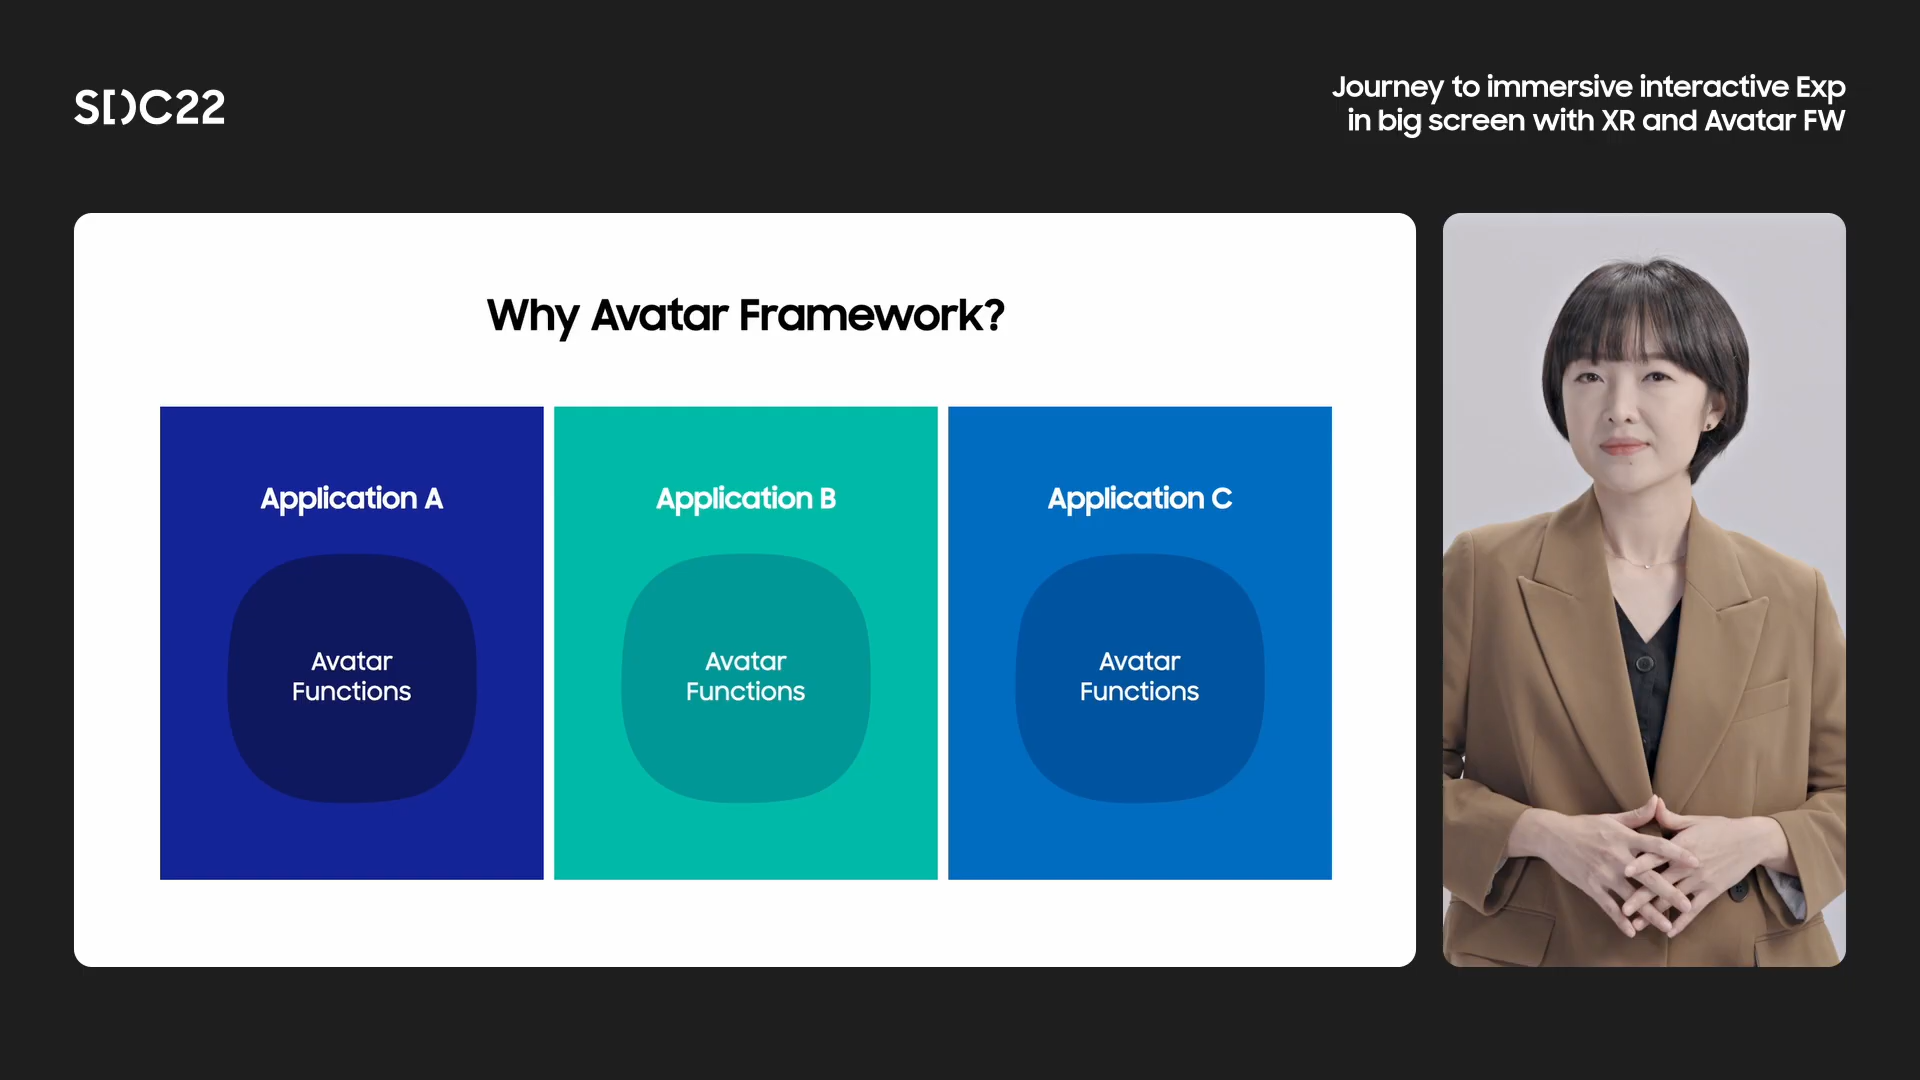 SDC22
Journey to immersive interactive Exp
in big screen with XR and Avatar FW
Why Avatar Framework?
Application A
Avatar
Functions
Application B
Avatar
Functions
Application C
Avatar
Functions